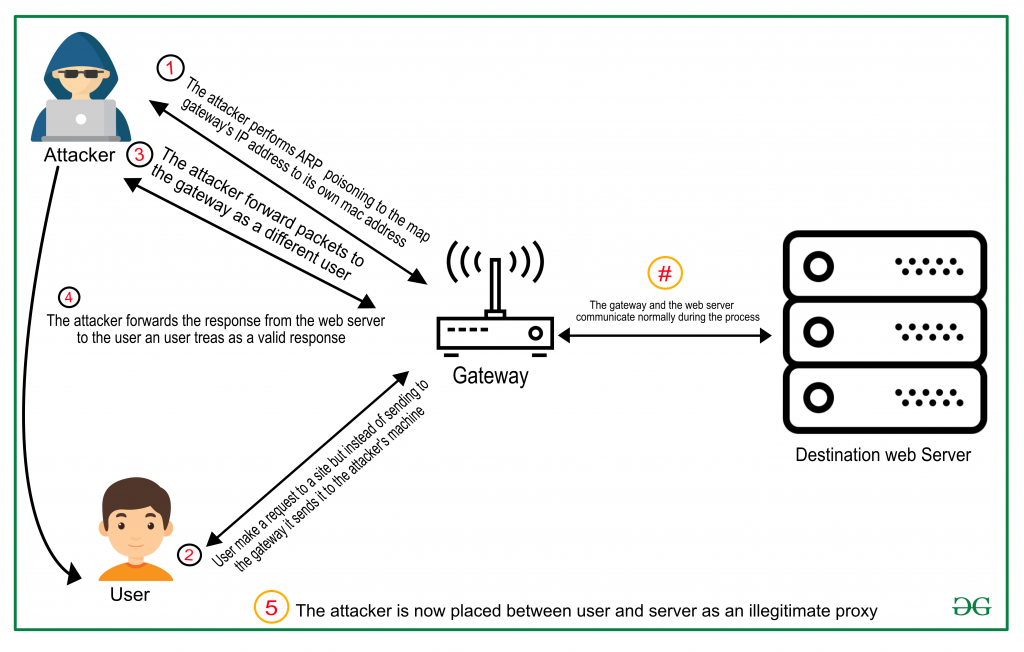 1
The attacker performs ARP poisoning to the map
gateway's IP address to its own mac address
Attacker
3
The attacker forward packets to
the gateway as a different user
#
The gateway and the web server
communicate normally during the process
4
The attacker forwards the response from the web server
to the user an user treas as a valid response
Gateway
Destination web Server
User make a request to a site but instead of sending to
the gateway it sends it to the attacker's machine
2
User
5
The attacker is now placed between user and server as an illegitimate proxy